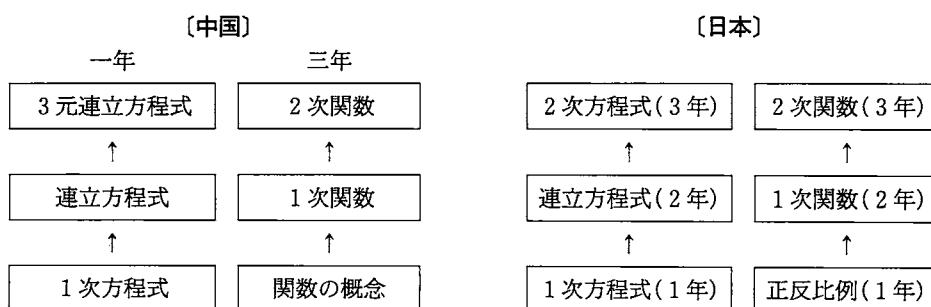 〔中国〕 〔日本〕
一年 三年
3元連立方程式 2次関数 2次方程式(3年) 2次関数(3年)
↑ ↑ ↑ ↑
連立方程式 1次関数 連立方程式(2年) 1次関数(2年)
↑ ↑ ↑ ↑
1次方程式 関数の概念 1次方程式(1年) 正反比例(1年)